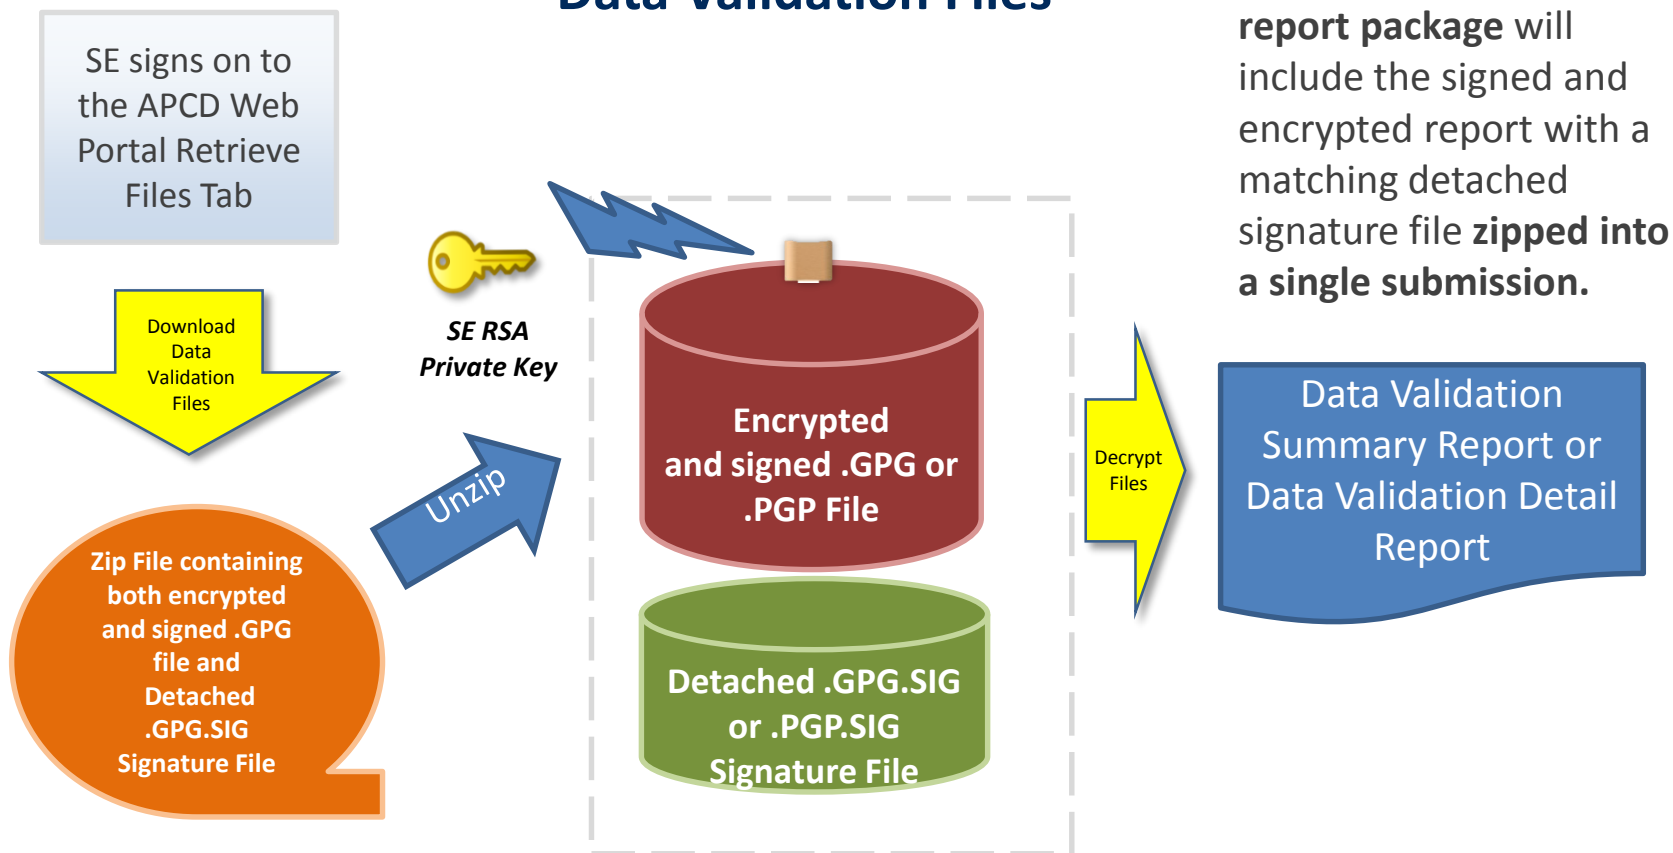 Data Validation Files
SE signs on to
the APCD Web
Portal Retrieve
Files Tab
Download
Data
Validation
Files
Zip File containing
both encrypted
and signed .GPG
file and
Detached
.GPG.SIG
Signature File
Unzip
SE RSA
Private Key
Encrypted
and signed .GPG or
.PGP File
Detached .GPG.SIG
or .PGP.SIG
Signature File
Decrypt
Files
report package will
include the signed and
encrypted report with a
matching detached
signature file zipped into
a single submission.
Data Validation
Summary Report or
Data Validation Detail
Report